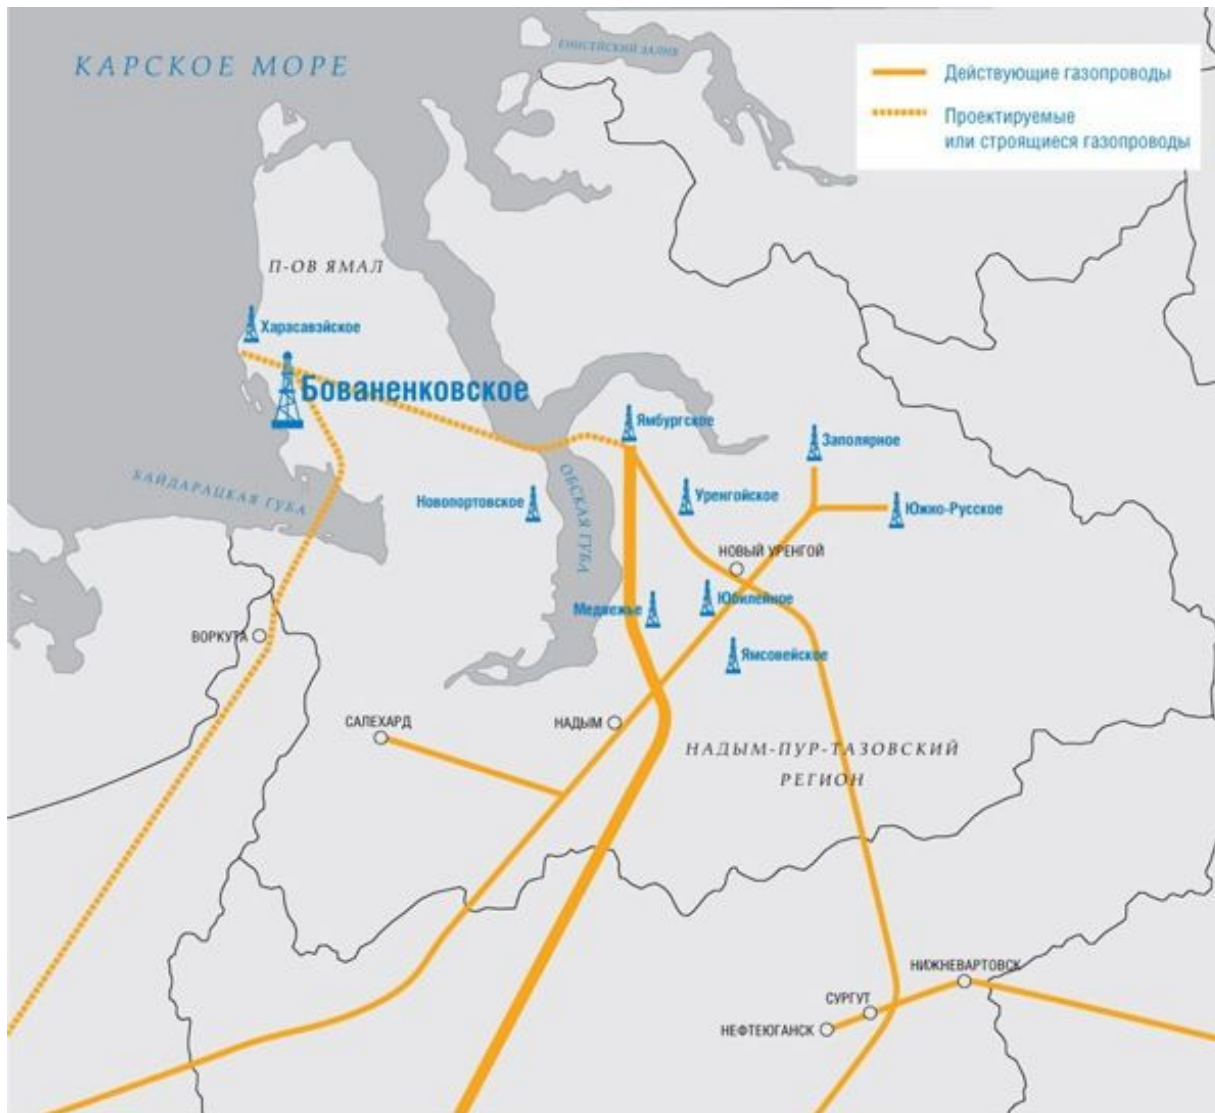 ЕНИСЕЙСКИЙ ЗАЛИВ
КАРСКОЕ МОРЕ
Действующие газопроводы
Проектируемые
или строящиеся газопроводы
П-ОВ ЯМАЛ
Харасавэйское
Бованенковское
Ямбургское
Заполярное
БАЙДАРАЦКАЯ ГУБА
ОБСКАЯ ГУБА
Новопортовское
Уренгойское
Южно-Русское
НОВЫЙ УРЕНГОЙ
Медвежье
Юбилейное
ВОРКУТА
Ямсовейское
САЛЕХАРД
НАДЫМ
НАДЫМ-ПУР-ТАЗОВСКИЙ
РЕГИОН
НИЖНЕВАРТОВСК
СУРГУТ
НЕФТЕЮГАНСК